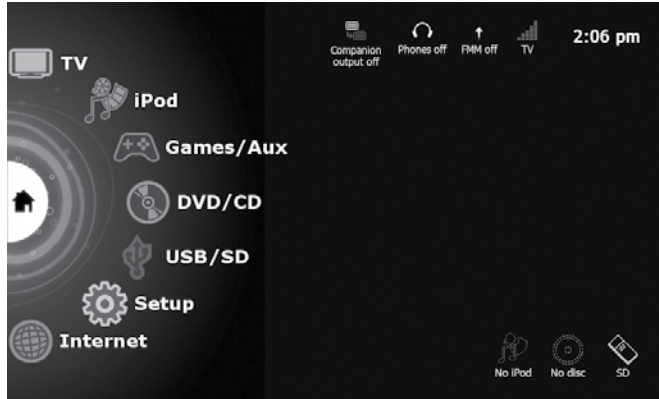 TV
iPod
Games/Aux
DVD/CD
USB/SD
Setup
Internet
Companion
output off
Phones off
FMM off
TV
2:06 pm
No iPod
No disc
SD